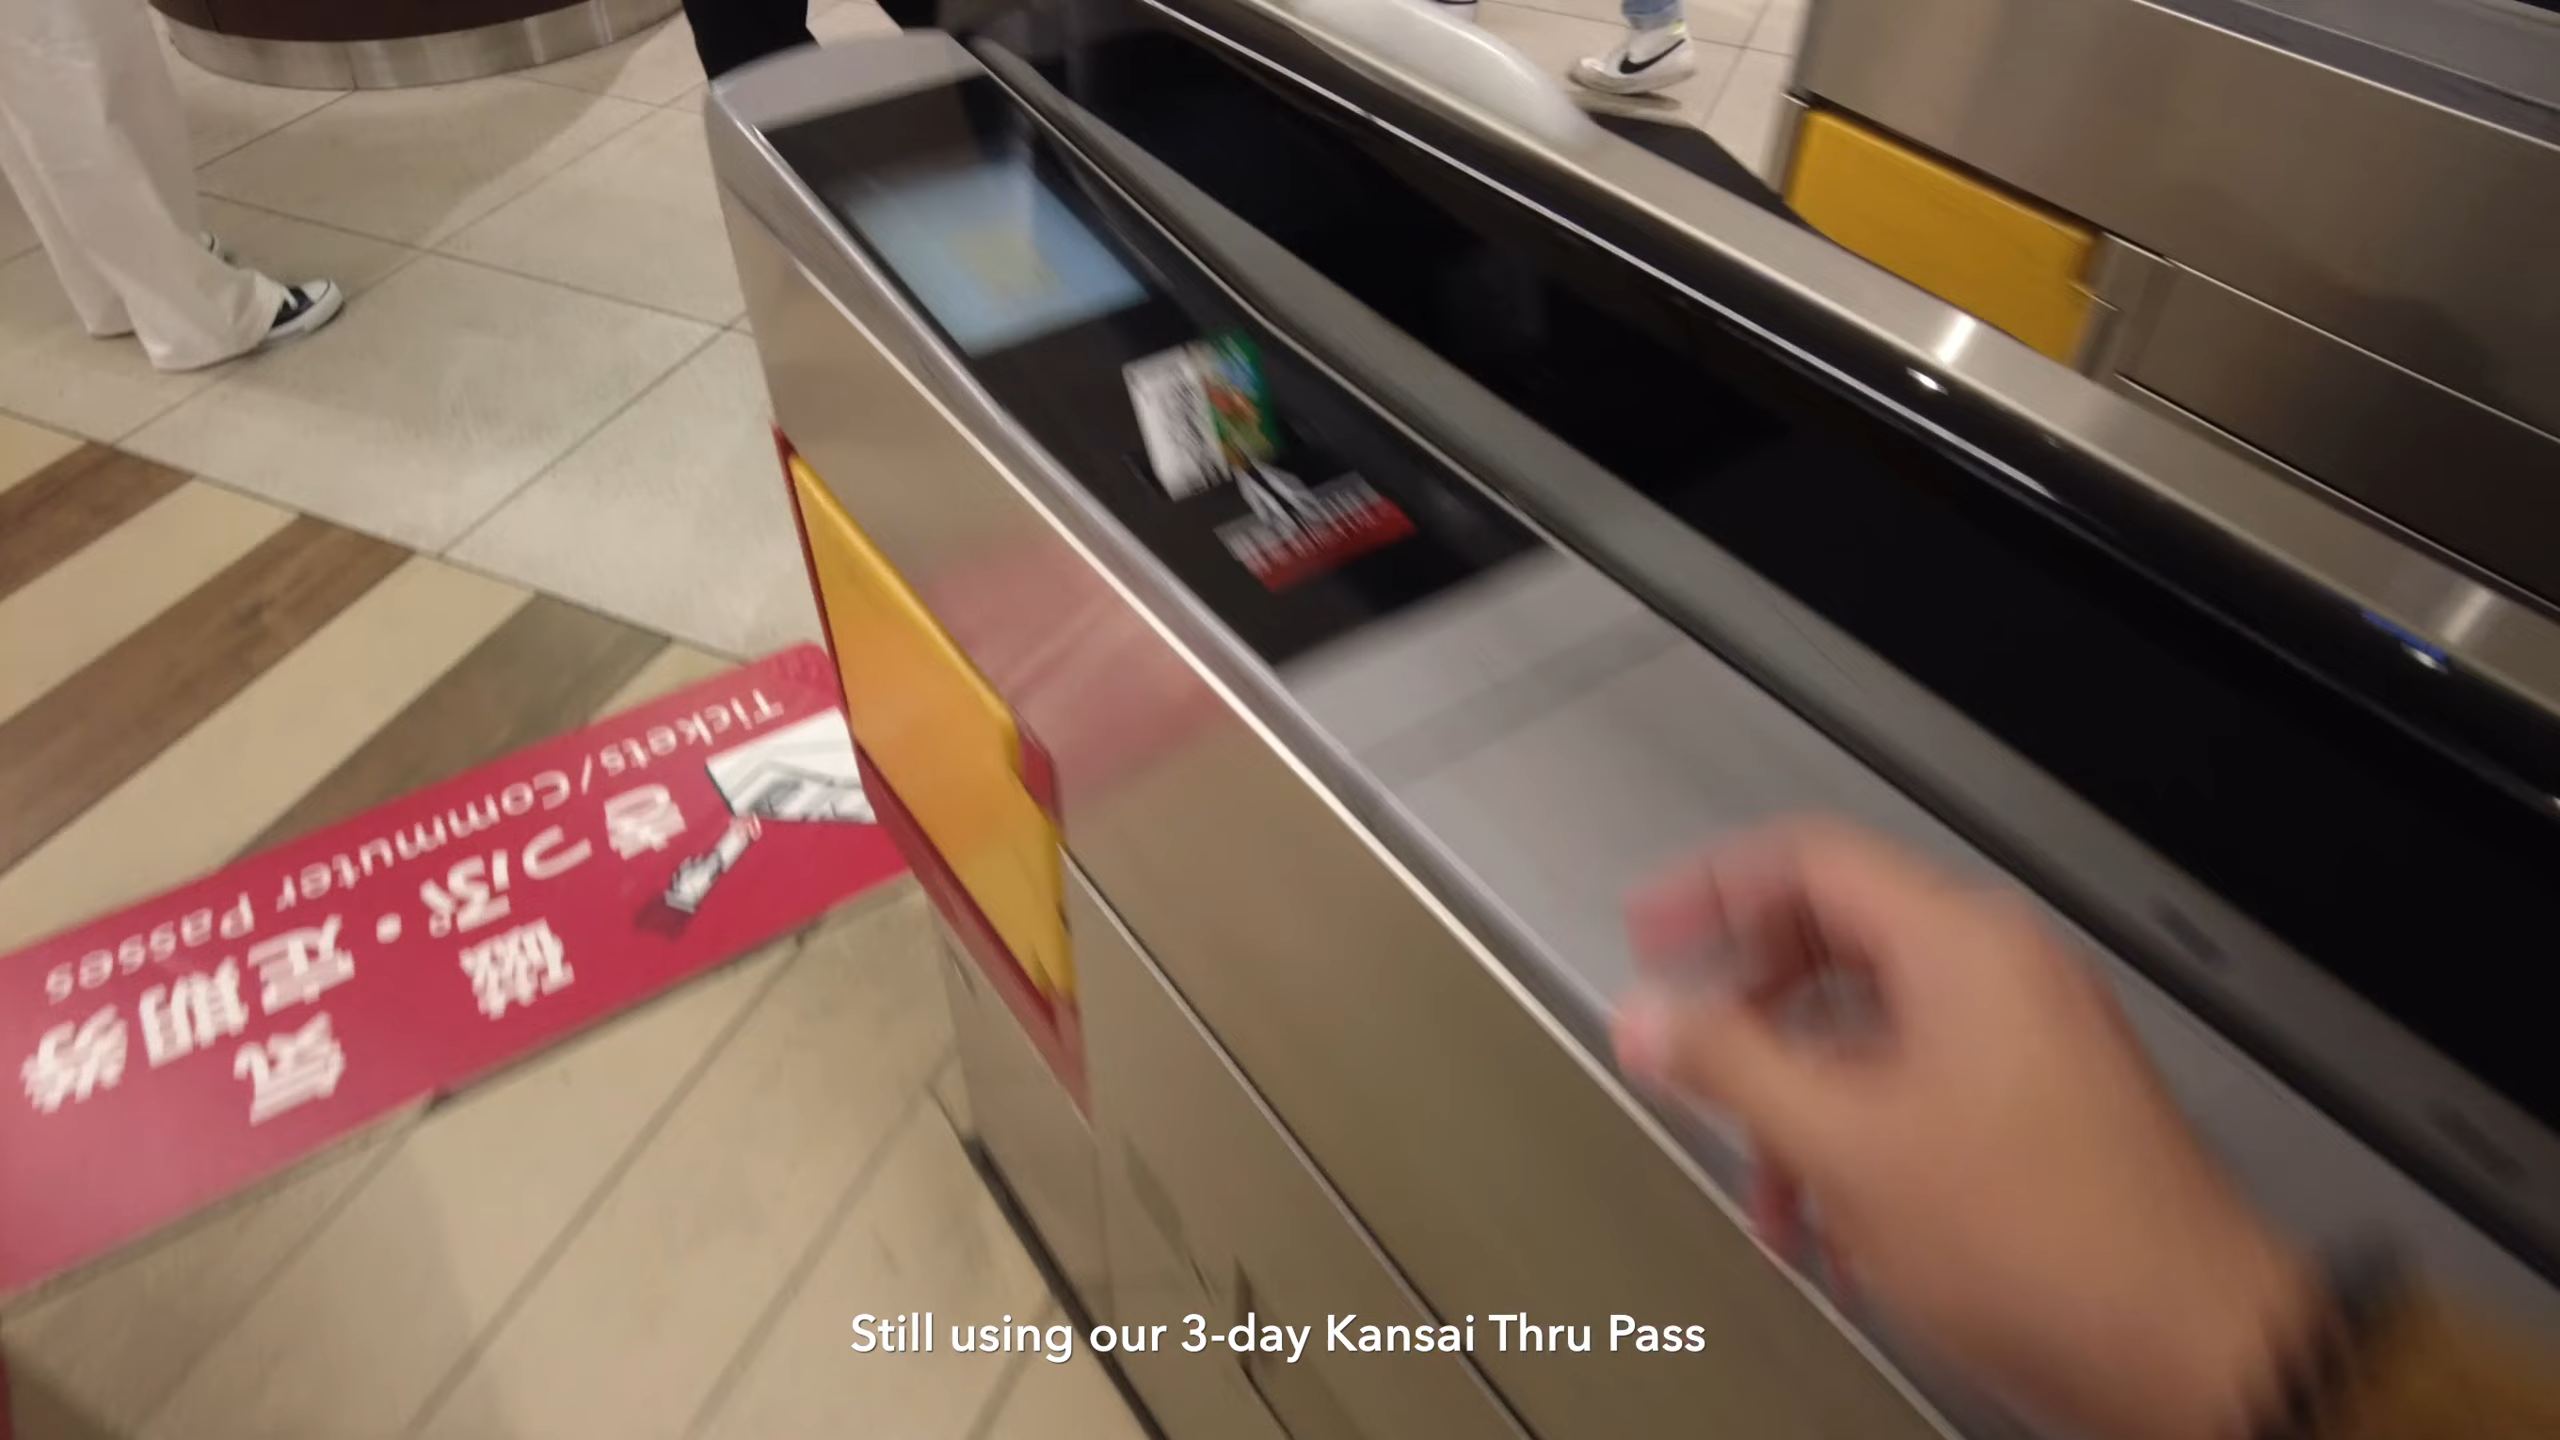 磁気
きっぷ・定期券
Tickets/Commuter Passes
Still using our 3-day Kansai Thru Pass